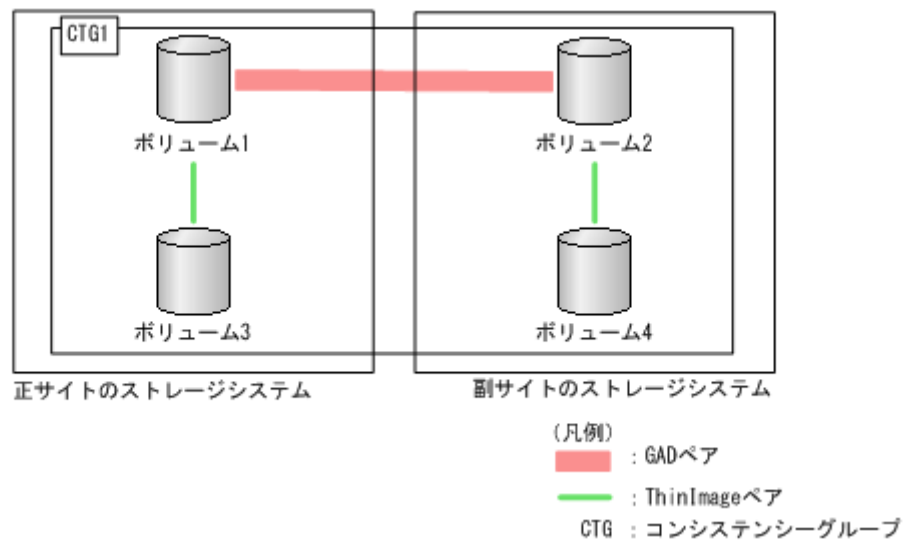 CTG1
ボリューム1
ボリューム2
ボリューム3
ボリューム4
正サイトのストレージシステム
副サイトのストレージシステム
(凡例)
：GADペア
：ThinImageペア
CTG ：コンシステンシーグループ